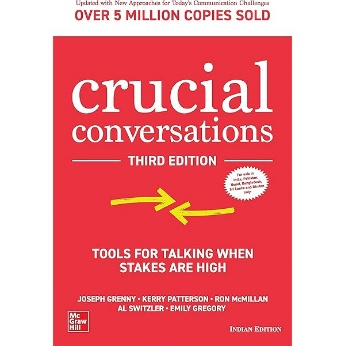 Updated with New Approaches for Today's Communication Challenges
OVER 5 MILLION COPIES SOLD
crucial
conversations
THIRD EDITION
For sale in
India, Pakistan,
Nepal, Bangladesh,
Sri Lanka and Bhutan
only
TOOLS FOR TALKING WHEN
STAKES ARE HIGH
JOSEPH GRENNY • KERRY PATTERSON • RON McMILLAN
AL SWITZLER • EMILY GREGORY
Mc
Graw
Hill
INDIAN EDITION